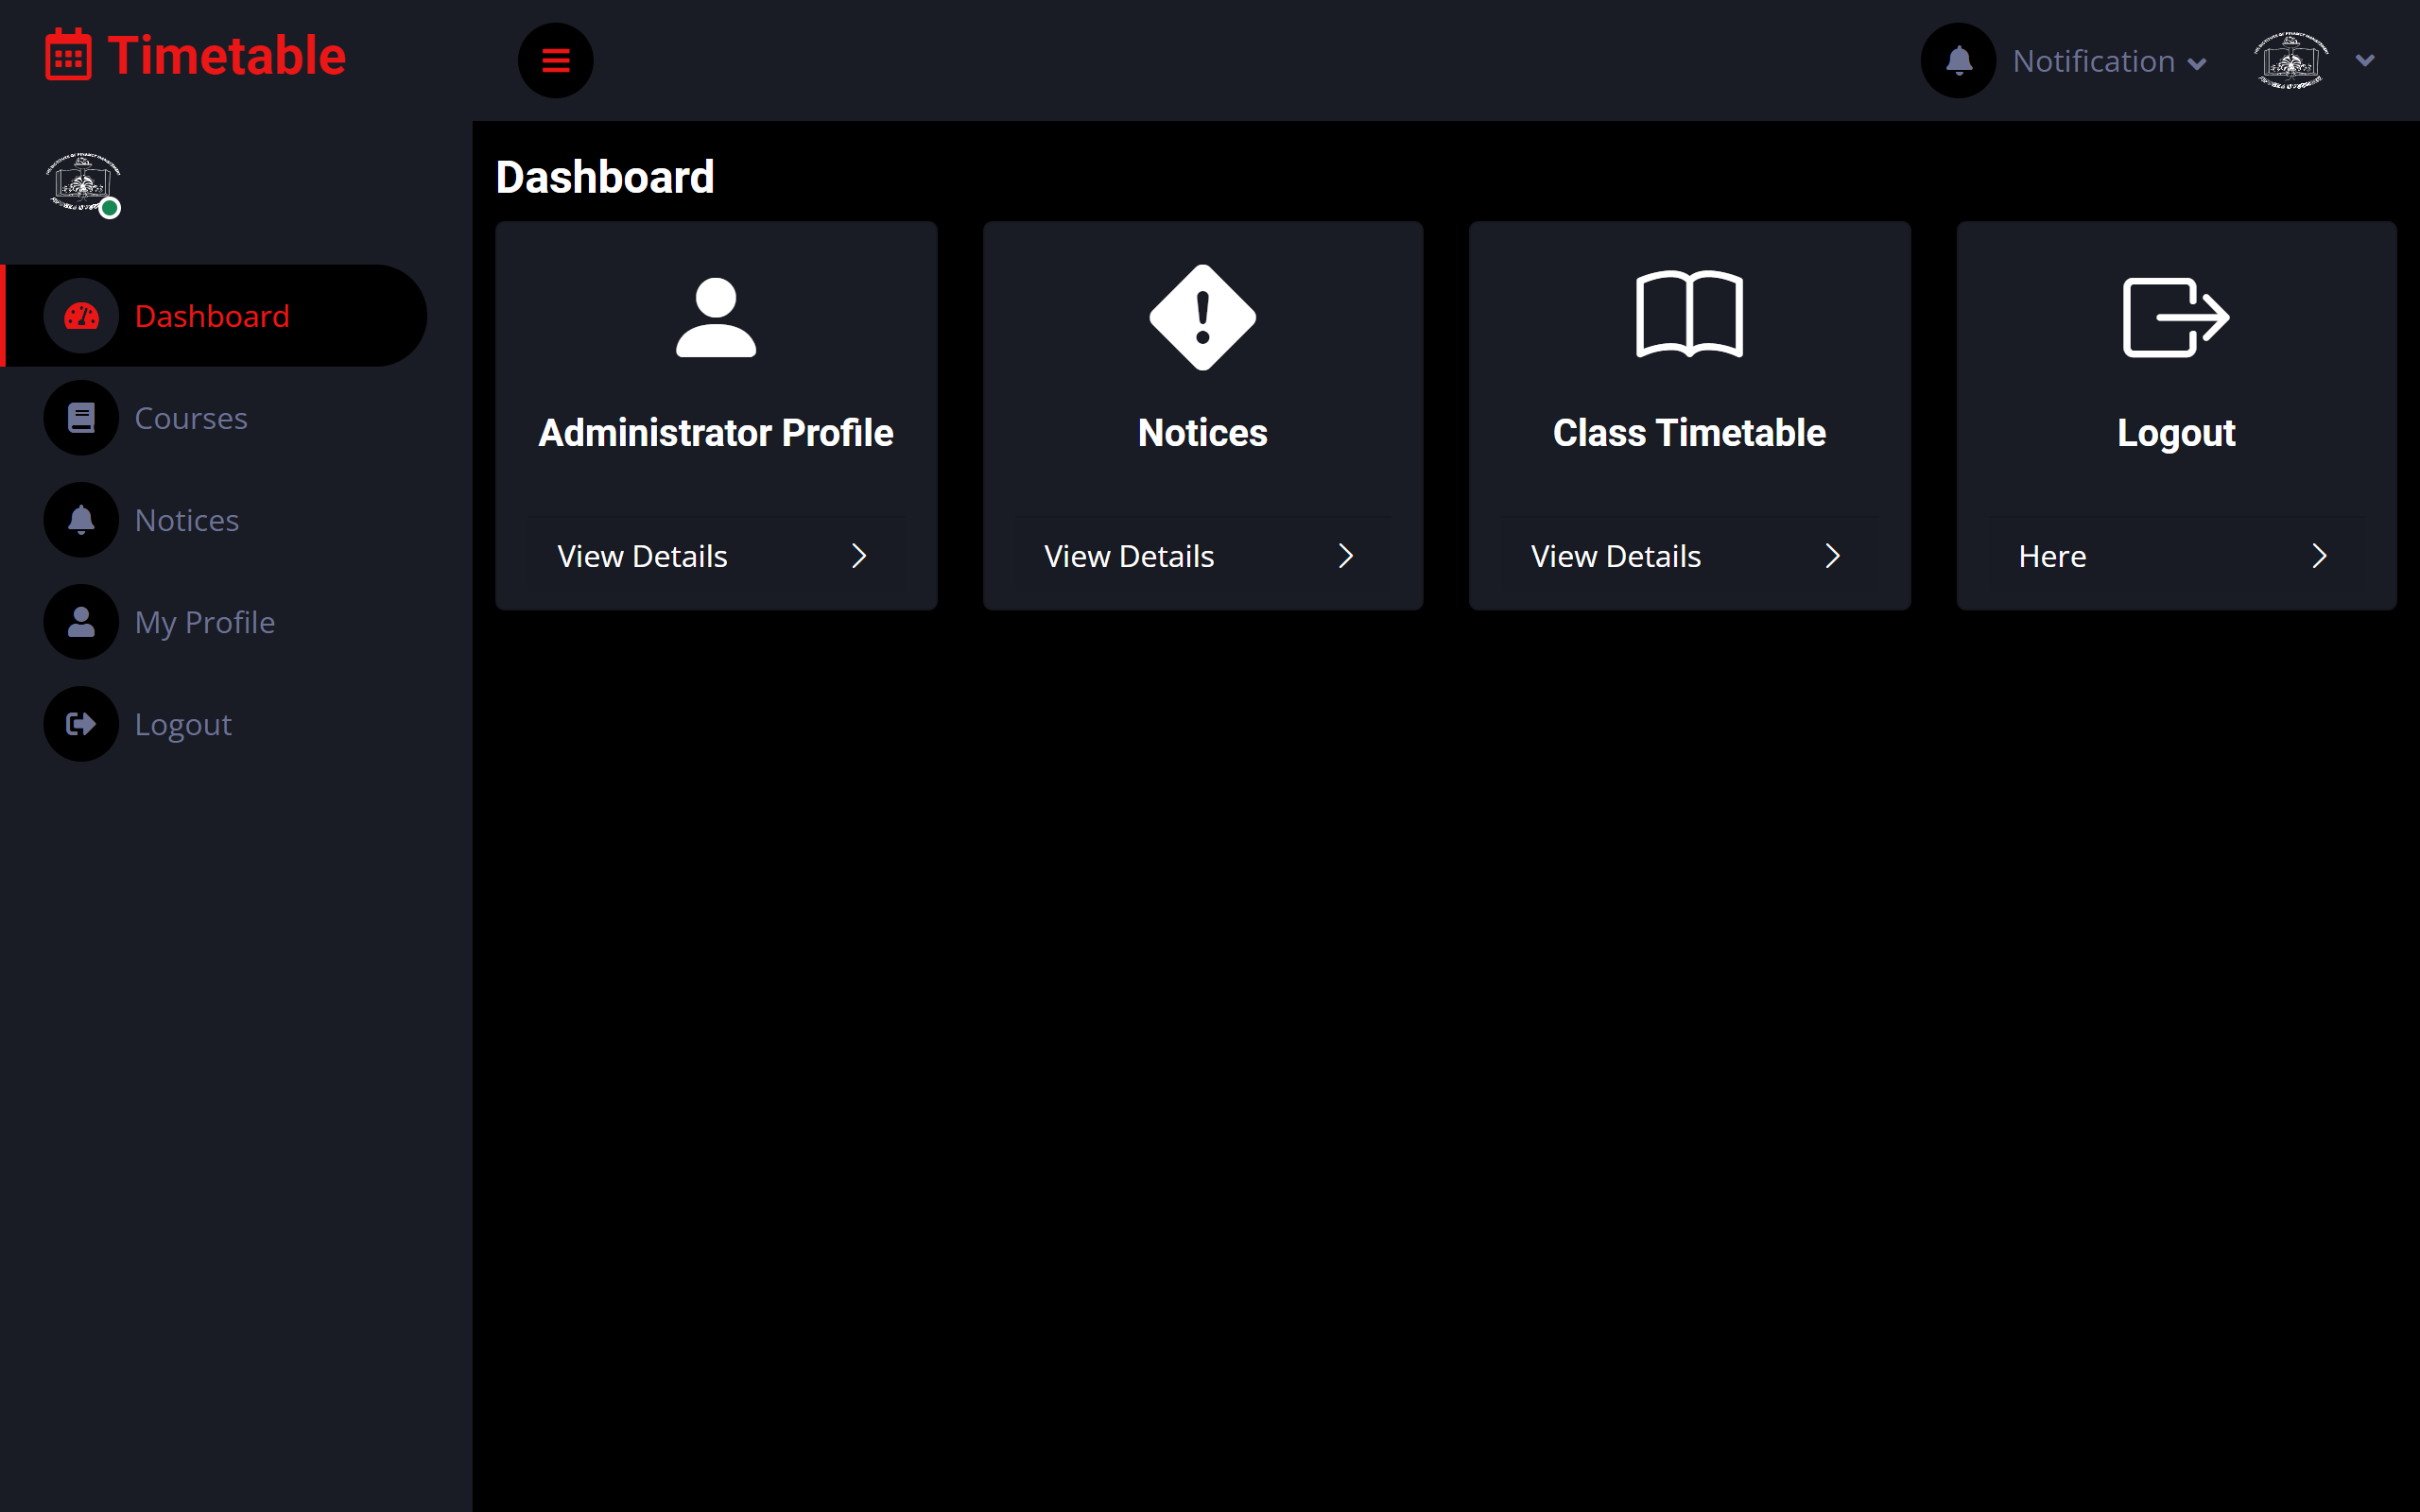 Timetable
Notification
Dashboard
Courses
Notices
My Profile
Logout
Dashboard
Administrator Profile
View Details
Notices
View Details
Class Timetable
View Details
Logout
Here